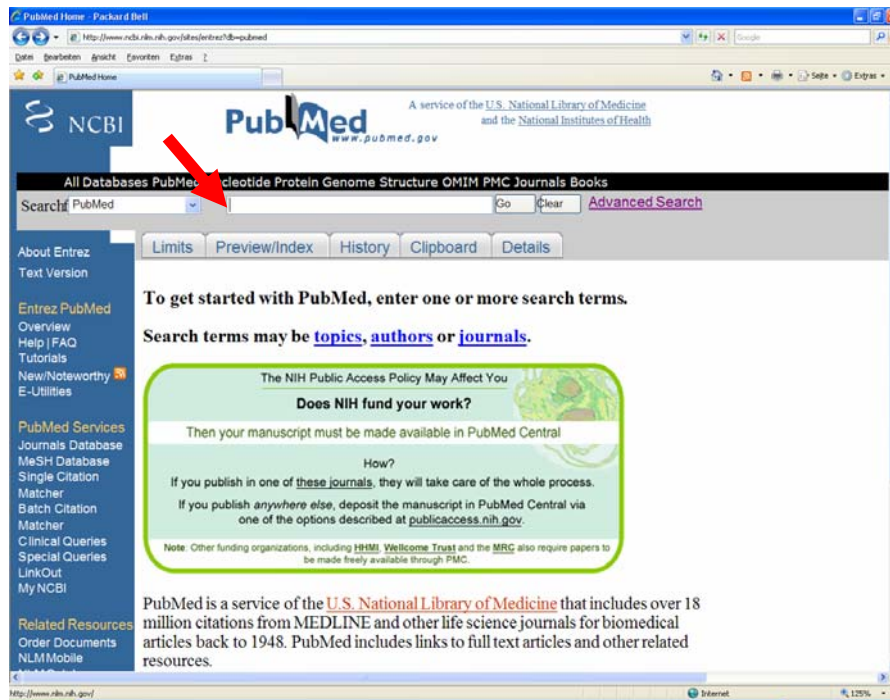 PubMed Home - Packard Bell
http://www.ncbi.nlm.nih.gov/sites/entrez?db=pubmed
Google
Datei Bearbeiten Ansicht Favoriten Extras ?
PubMed Home
Seite Extras
NCBI
PubMed
www.pubmed.gov
A service of the U.S. National Library of Medicine
and the National Institutes of Health
All Databases PubMed Nucleotide Protein Genome Structure OMIM PMC Journals Books
Search PubMed
Go Clear Advanced Search
Limits Preview/Index History Clipboard Details
About Entrez
Text Version
Entrez PubMed
Overview
Help | FAQ
Tutorials
New/Noteworthy
E-Utilities
PubMed Services
Journals Database
MeSH Database
Single Citation
Matcher
Batch Citation
Matcher
Clinical Queries
Special Queries
LinkOut
My NCBI
Related Resources
Order Documents
NLM Mobile
To get started with PubMed, enter one or more search terms.
Search terms may be topics, authors or journals.
The NIH Public Access Policy May Affect You
Does NIH fund your work?
Then your manuscript must be made available in PubMed Central
How?
If you publish in one of these journals, they will take care of the whole process.
If you publish anywhere else, deposit the manuscript in PubMed Central via
one of the options described at publicaccess.nih.gov.
Note: Other funding organizations, including HHMI, Wellcome Trust and the MRC also require papers to
be made freely available through PMC.
PubMed is a service of the U.S. National Library of Medicine that includes over 18
million citations from MEDLINE and other life science journals for biomedical
articles back to 1948. PubMed includes links to full text articles and other related
resources.
http://www.nlm.nih.gov/
Internet
125%